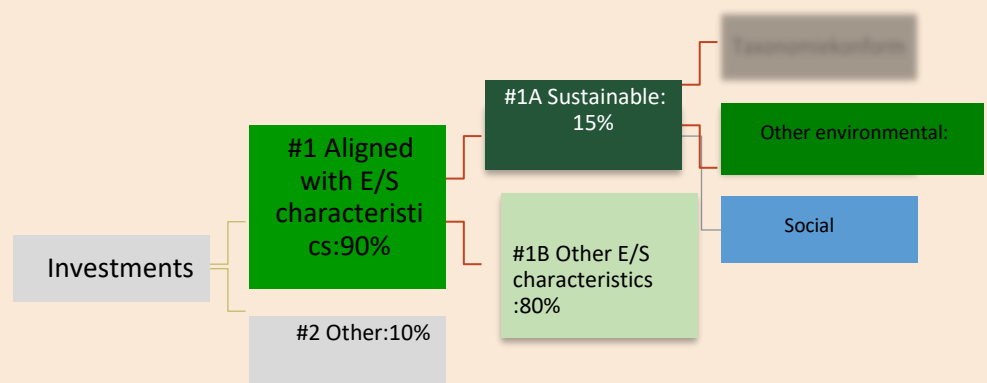 Investments
#1 Aligned
with E/S
characteristi
cs:90%
#2 Other:10%
#1A Sustainable:
15%
#1B Other E/S
characteristics
:80%
Taxonomiekonform
Other environmental:
Social